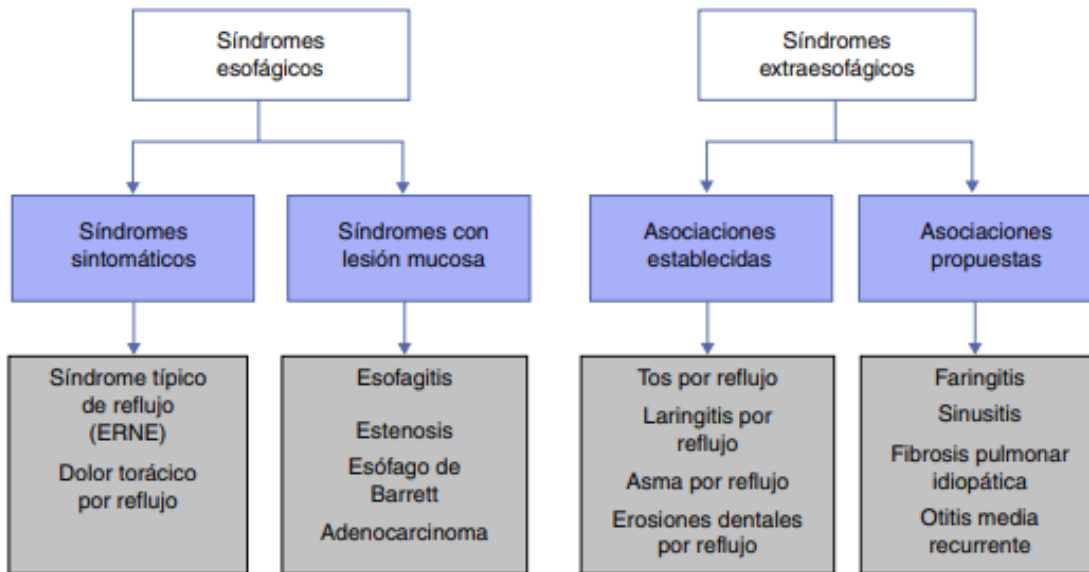 Síndromes
esofágicos
Síndromes
extraesofágicos
Síndromes
sintomáticos
Síndromes con
lesión mucosa
Asociaciones
establecidas
Asociaciones
propuestas
Síndrome típico
de reflujo
(ERNE)
Dolor torácico
por reflujo
Esofagitis
Estenosis
Esófago de
Barrett
Adenocarcinoma
Tos por reflujo
Laringitis por
reflujo
Asma por reflujo
Erosiones dentales
por reflujo
Faringitis
Sinusitis
Fibrosis pulmonar
idiopática
Otitis media
recurrente